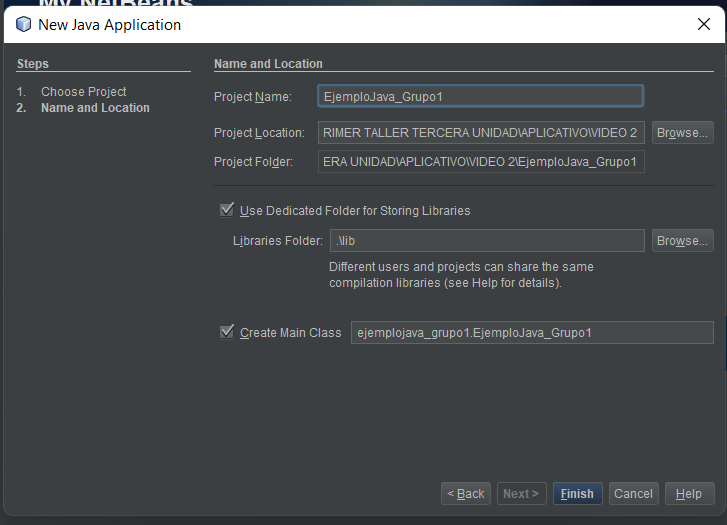 My NetBeans
New Java Application
Steps
1. Choose Project
2. Name and Location
Name and Location
Project Name: EjemploJava_Grupo1
Project Location: RIMER TALLER TERCERA UNIDAD\APLICATIVO\VIDEO 2 Browse...
Project Folder: ERA UNIDAD\APLICATIVO\VIDEO 2\EjemploJava_Grupo1
Use Dedicated Folder for Storing Libraries
Libraries Folder: .\lib Browse...
Different users and projects can share the same
compilation libraries (see Help for details).
Create Main Class ejemplojava_grupo1.EjemploJava_Grupo1
< Back Next > Finish Cancel Help